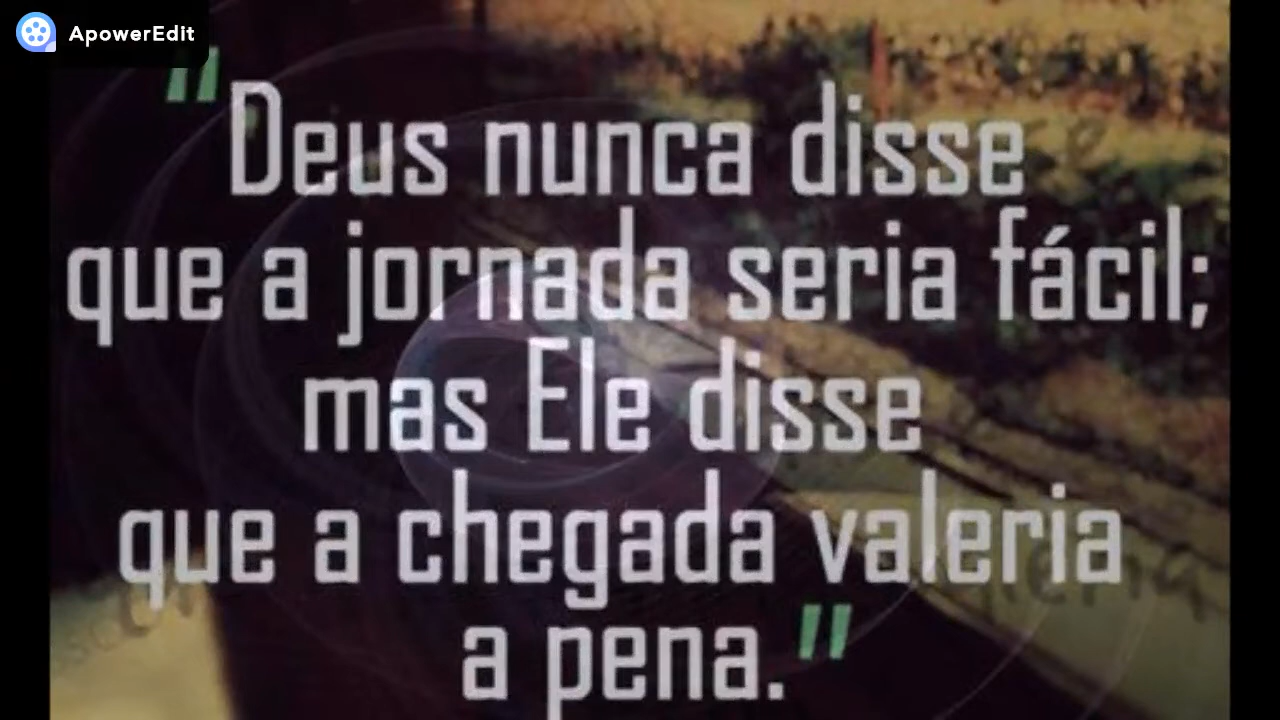 ApowerEdit
"Deus nunca disse
que a jornada seria fácil;
mas Ele disse
que a chegada valeria
a pena."